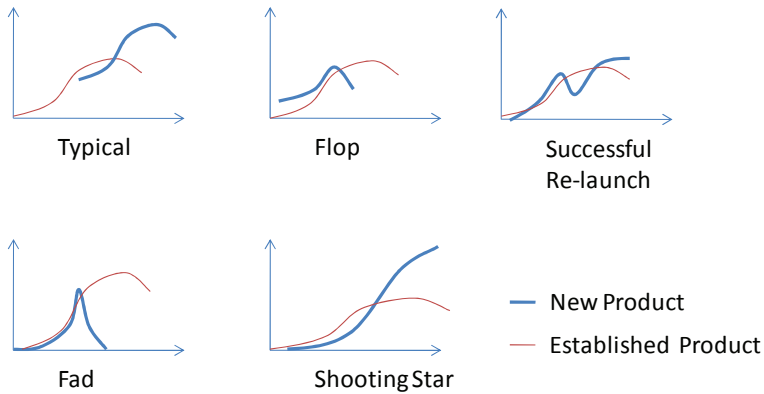 Typical
Flop
Successful
Re-launch
Fad
Shooting Star
New Product
Established Product